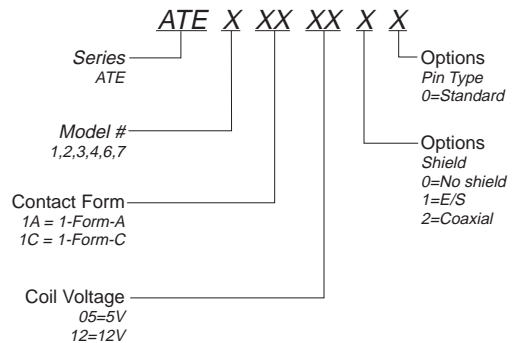 ATE X XX XX X X
Series
ATE
Model #
1,2,3,4,6,7
Contact Form
1A = 1-Form-A
1C = 1-Form-C
Coil Voltage
05=5V
12=12V
Options
Pin Type
0=Standard
Options
Shield
0=No shield
1=E/S
2=Coaxial